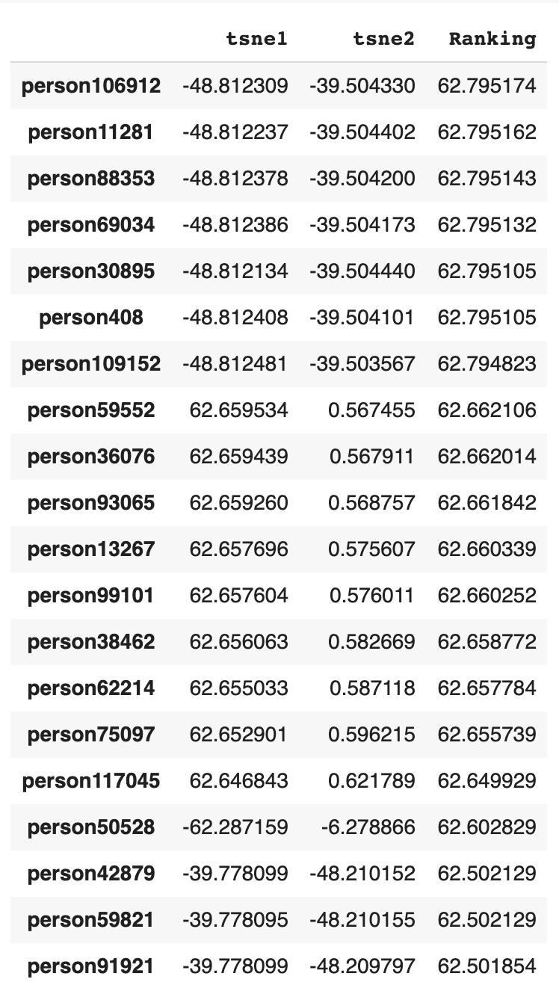 tsne1 tsne2 Ranking
person106912 -48.812309 -39.504330 62.795174
person11281 -48.812237 -39.504402 62.795162
person88353 -48.812378 -39.504200 62.795143
person69034 -48.812386 -39.504173 62.795132
person30895 -48.812134 -39.504440 62.795105
person408 -48.812408 -39.504101 62.795105
person109152 -48.812481 -39.503567 62.794823
person59552 62.659534 0.567455 62.662106
person36076 62.659439 0.567911 62.662014
person93065 62.659260 0.568757 62.661842
person13267 62.657696 0.575607 62.660339
person99101 62.657604 0.576011 62.660252
person38462 62.656063 0.582669 62.658772
person62214 62.655033 0.587118 62.657784
person75097 62.652901 0.596215 62.655739
person117045 62.646843 0.621789 62.649929
person50528 -62.287159 -6.278866 62.602829
person42879 -39.778099 -48.210152 62.502129
person59821 -39.778095 -48.210155 62.502129
person91921 -39.778099 -48.209797 62.501854